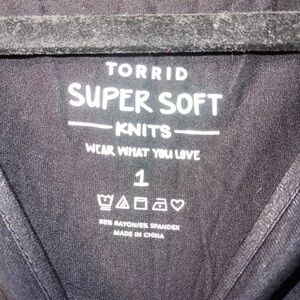 TORRID
SUPER SOFT
KNITS
WEAR WHAT YOU LOVE
1
95% RAYON/5% SPANDEX
MADE IN CHINA